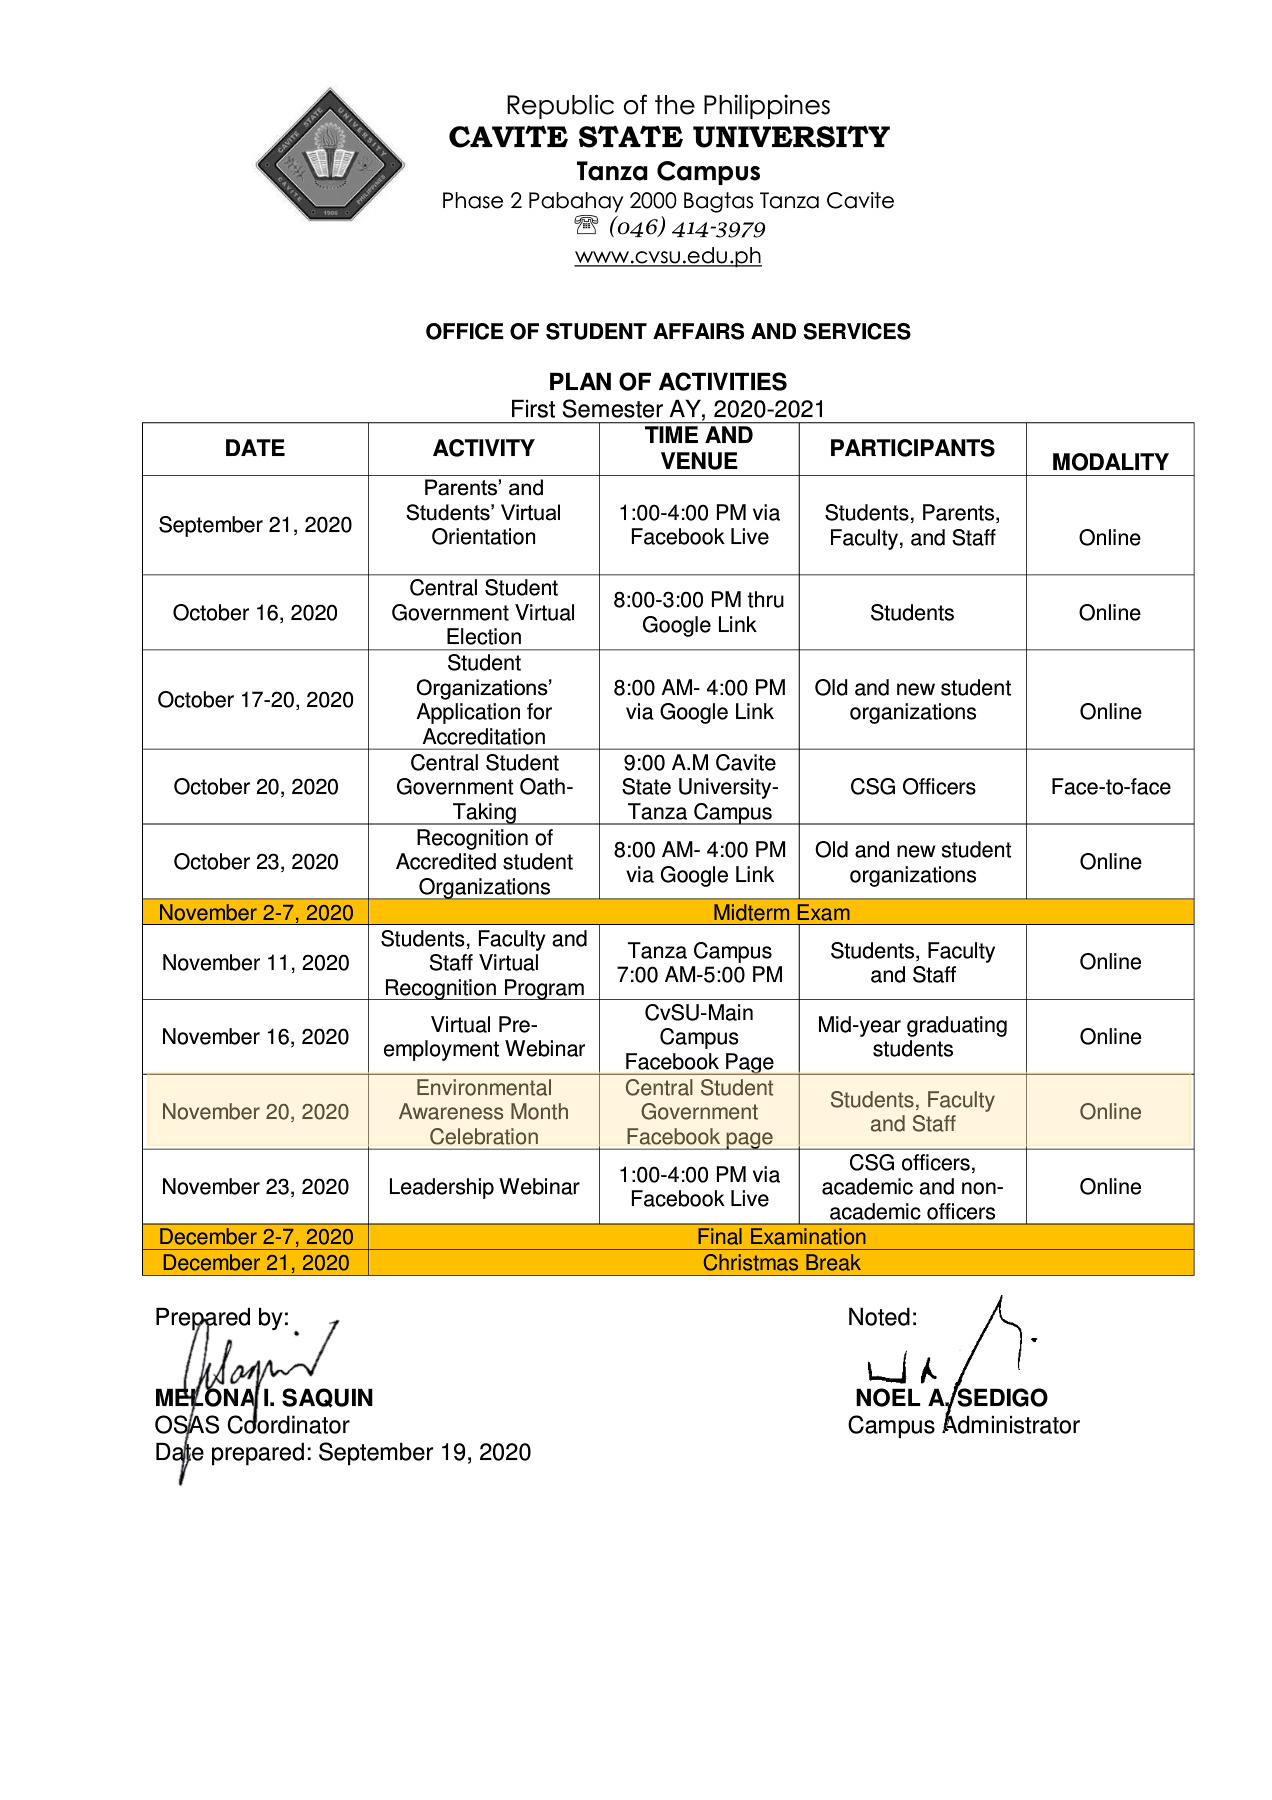 Republic of the Philippines
CAVITE STATE UNIVERSITY
Tanza Campus
Phase 2 Pabahay 2000 Bagtas Tanza Cavite
☏ (046) 414-3979
www.cvsu.edu.ph
CAVITE STATE UNIVERSITY
CAVITE PHILIPPINES
1906
OFFICE OF STUDENT AFFAIRS AND SERVICES
PLAN OF ACTIVITIES
First Semester AY, 2020-2021
DATE
ACTIVITY
TIME AND
VENUE
PARTICIPANTS
MODALITY
September 21, 2020
Parents’ and
Students’ Virtual
Orientation
1:00-4:00 PM via
Facebook Live
Students, Parents,
Faculty, and Staff
Online
October 16, 2020
Central Student
Government Virtual
Election
8:00-3:00 PM thru
Google Link
Students
Online
October 17-20, 2020
Student
Organizations’
Application for
Accreditation
8:00 AM- 4:00 PM
via Google Link
Old and new student
organizations
Online
October 20, 2020
Central Student
Government Oath-
Taking
9:00 A.M Cavite
State University-
Tanza Campus
CSG Officers
Face-to-face
October 23, 2020
Recognition of
Accredited student
Organizations
8:00 AM- 4:00 PM
via Google Link
Old and new student
organizations
Online
November 2-7, 2020
Midterm Exam
November 11, 2020
Students, Faculty and
Staff Virtual
Recognition Program
Tanza Campus
7:00 AM-5:00 PM
Students, Faculty
and Staff
Online
November 16, 2020
Virtual Pre-
employment Webinar
CvSU-Main
Campus
Facebook Page
Mid-year graduating
students
Online
November 20, 2020
Environmental
Awareness Month
Celebration
Central Student
Government
Facebook page
Students, Faculty
and Staff
Online
November 23, 2020
Leadership Webinar
1:00-4:00 PM via
Facebook Live
CSG officers,
academic and non-
academic officers
Online
December 2-7, 2020
Final Examination
December 21, 2020
Christmas Break
Prepared by:
MELONA I. SAQUIN
OSAS Coordinator
Date prepared: September 19, 2020
Noted:
NOEL A. SEDIGO
Campus Administrator